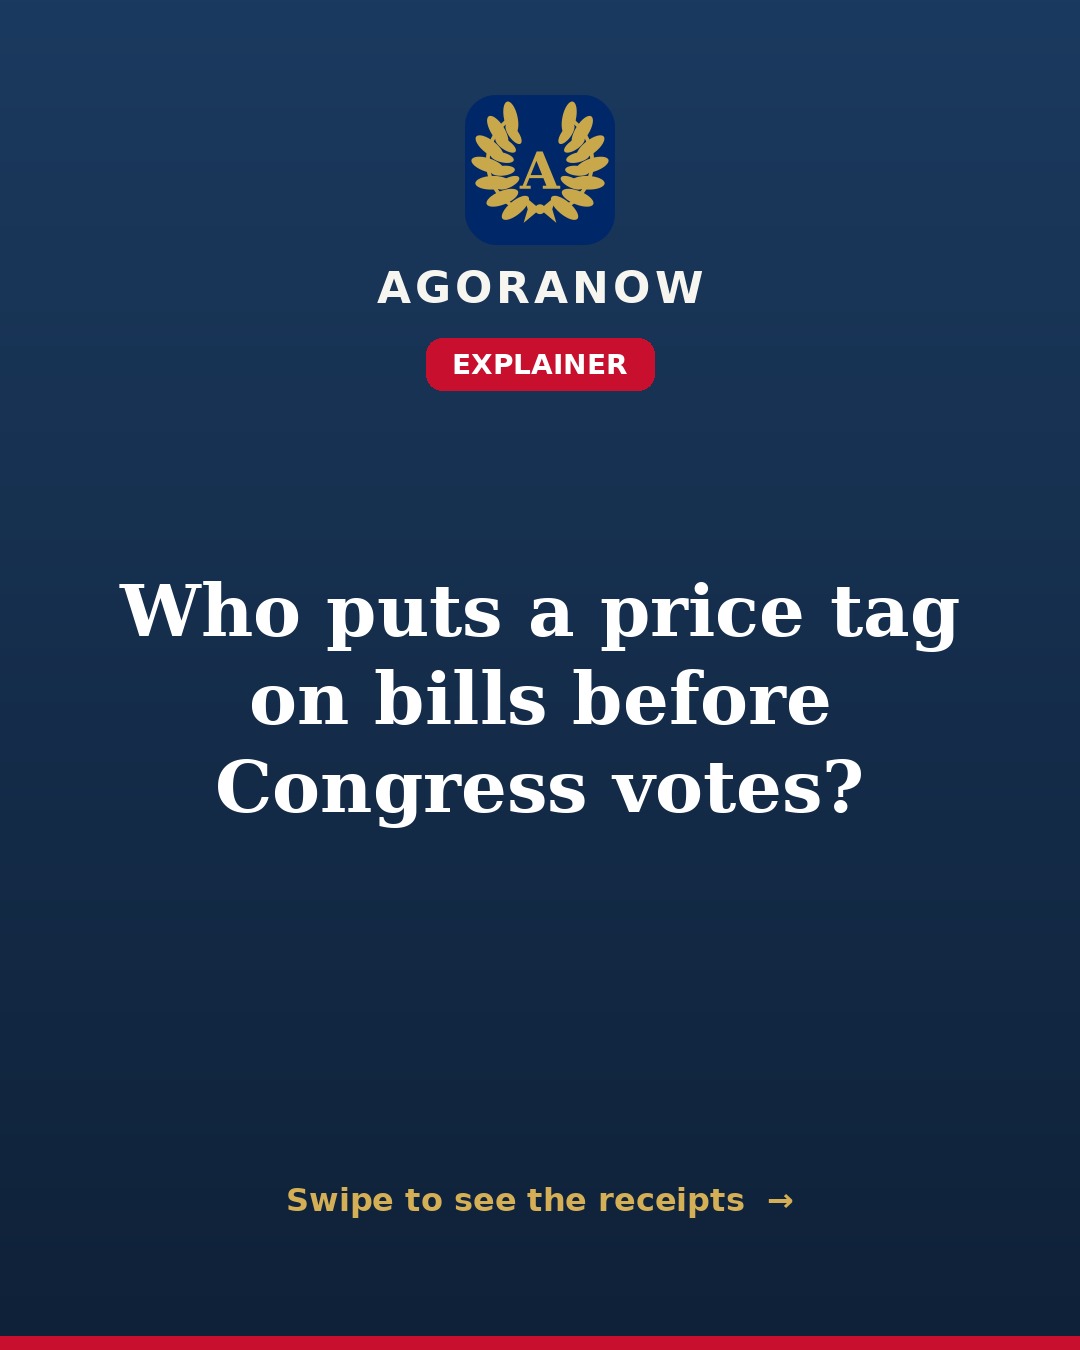 A
AGORANOW
EXPLAINER
Who puts a price tag
on bills before
Congress votes?
Swipe to see the receipts →